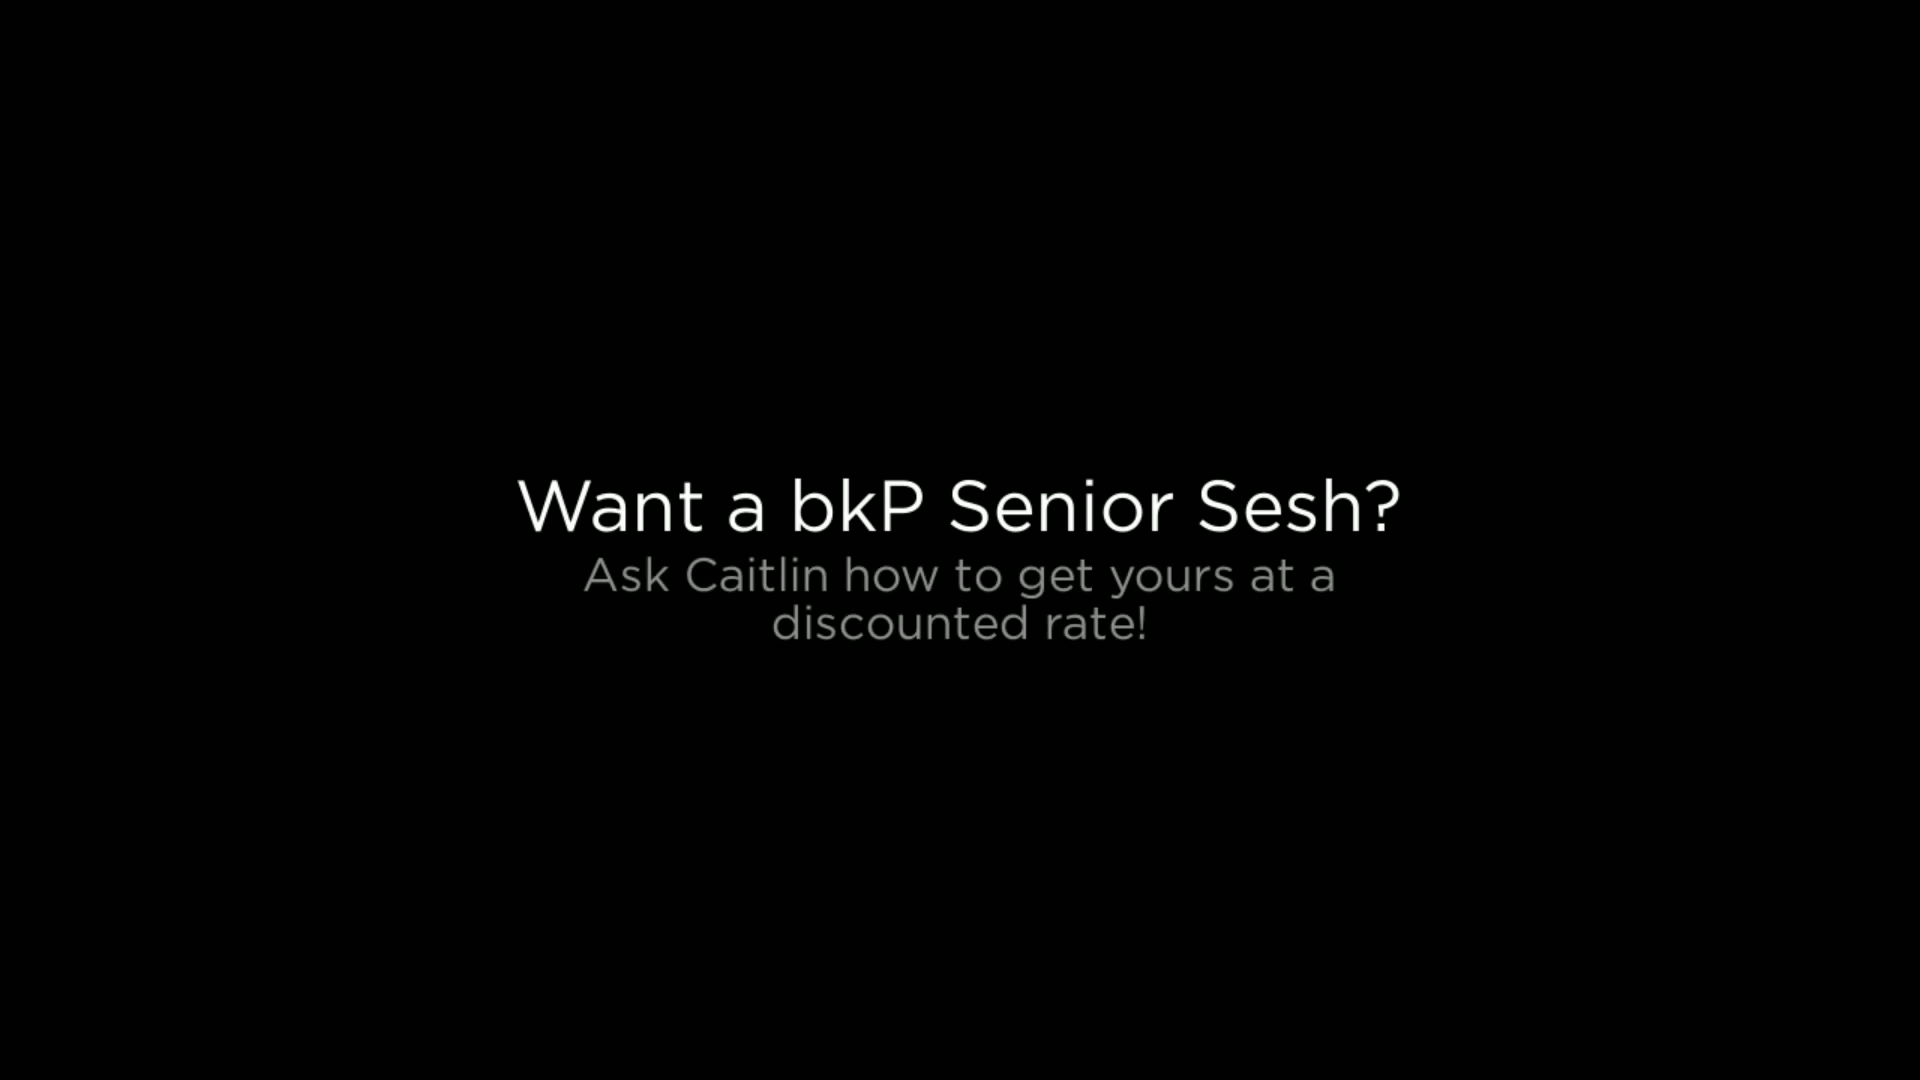 Want a bkP Senior Sesh?
Ask Caitlin how to get yours at a
discounted rate!